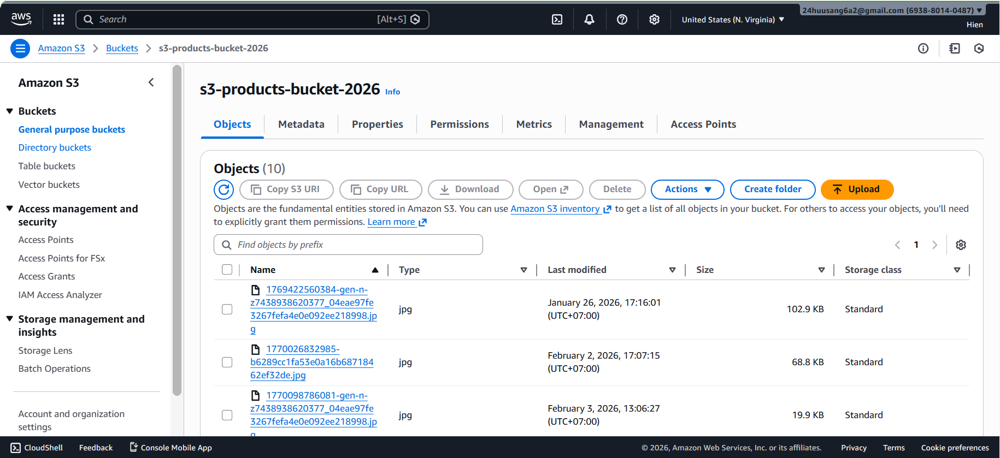 aws
Search [Alt+S]
United States (N. Virginia)
24huusang6a2@gmail.com (6938-8014-0487)
Hien
Amazon S3 Buckets s3-products-bucket-2026
Amazon S3
Buckets
General purpose buckets
Directory buckets
Table buckets
Vector buckets
Access management and
security
Access Points
Access Points for FSx
Access Grants
IAM Access Analyzer
Storage management and
insights
Storage Lens
Batch Operations
Account and organization
settings
s3-products-bucket-2026 Info
Objects Metadata Properties Permissions Metrics Management Access Points
Objects (10)
Copy S3 URI Copy URL Download Open Delete Actions Create folder Upload
Objects are the fundamental entities stored in Amazon S3. You can use Amazon S3 inventory to get a list of all objects in your bucket. For others to access your objects, you'll need
to explicitly grant them permissions. Learn more
Find objects by prefix
1
Name Type Last modified Size Storage class
1769422560384-gen-n-
z7438938620377_04eae97fe
3267fefa4e0e092ee218998.jp
g
jpg
January 26, 2026, 17:16:01
(UTC+07:00)
102.9 KB
Standard
1770026832985-
b6289cc1fa53e0a16b687184
62ef32de.jpg
jpg
February 2, 2026, 17:07:15
(UTC+07:00)
68.8 KB
Standard
1770098786081-gen-n-
z7438938620377_04eae97fe
3267fefa4e0e092ee218998.jp
g
jpg
February 3, 2026, 13:06:27
(UTC+07:00)
19.9 KB
Standard
CloudShell Feedback Console Mobile App
© 2026, Amazon Web Services, Inc. or its affiliates. Privacy Terms Cookie preferences